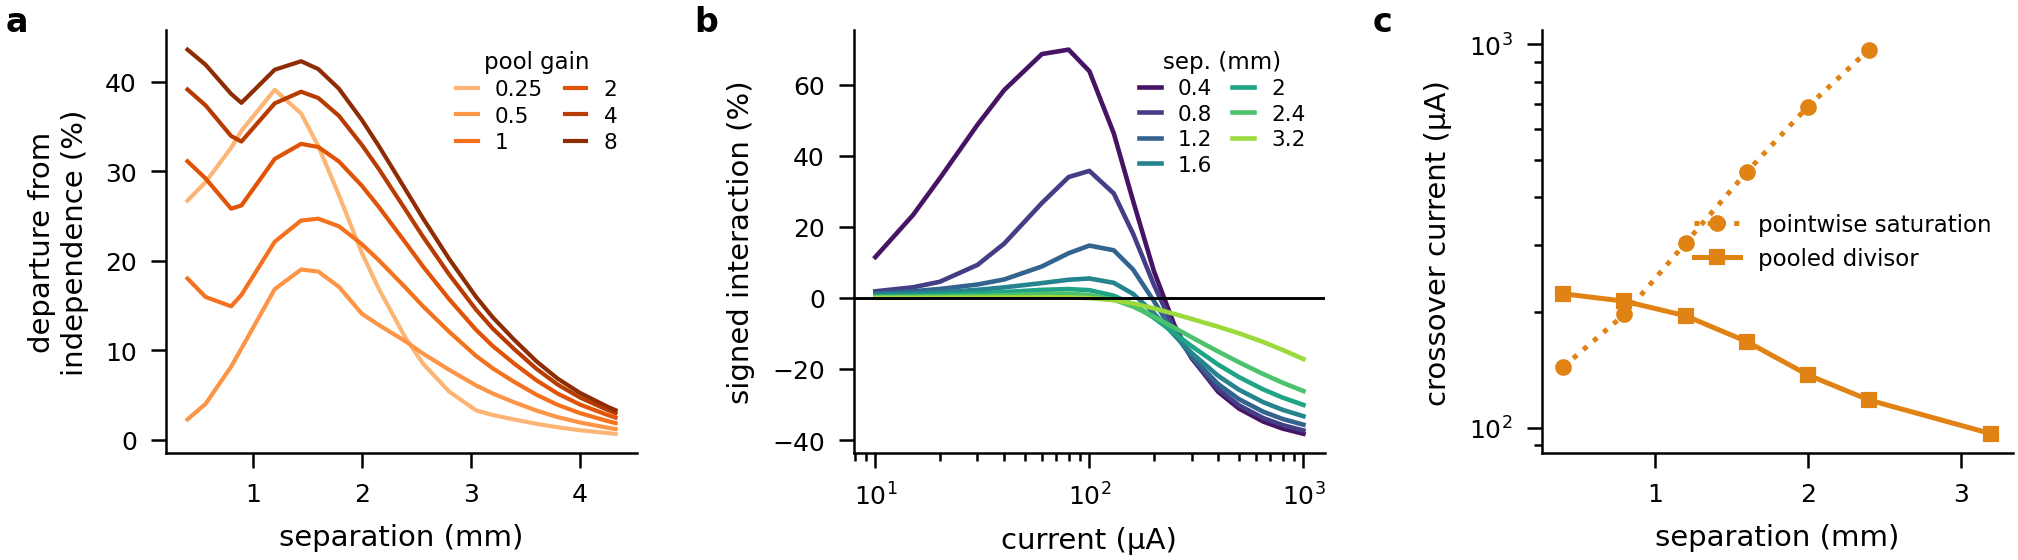 a
departure from
independence (%)
40
30
20
10
0
1 2 3 4
separation (mm)
pool gain
0.25 2
0.5 4
1 8
b
signed interaction (%)
60
40
20
0
−20
−40
10¹ 10² 10³
current (µA)
sep. (mm)
0.4 2
0.8 2.4
1.2 3.2
1.6
c
crossover current (µA)
10³
10²
1 2 3
separation (mm)
pointwise saturation
pooled divisor